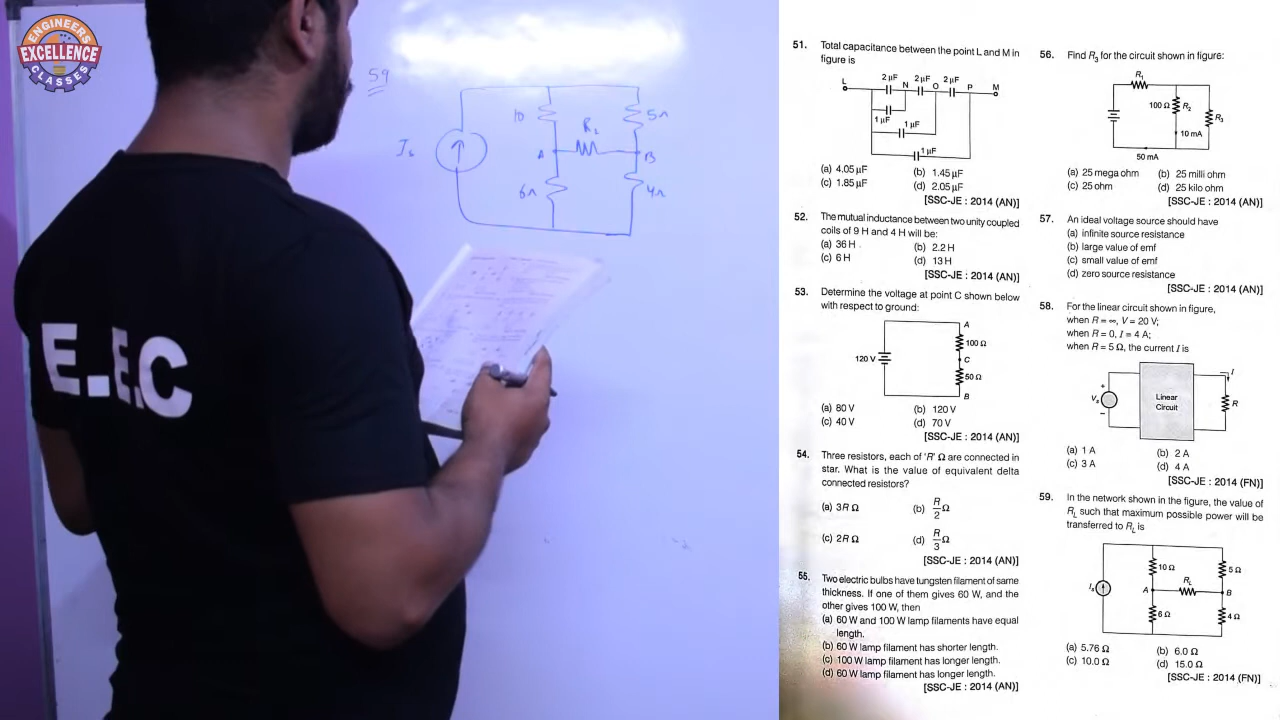 ENGINEERS
EXCELLENCE
CLASSES
59
10
5Ω
R
A
B
6Ω
4Ω
I
E.E.C
51. Total capacitance between the point L and M in
figure is
L 2 μF N 2 μF O 2 μF P M
1 μF
1 μF
1 μF
(a) 4.05 μF (b) 1.45 μF
(c) 1.85 μF (d) 2.05 μF
[SSC-JE : 2014 (AN)]
52. The mutual inductance between two unity coupled
coils of 9 H and 4 H will be:
(a) 36 H (b) 2.2 H
(c) 6 H (d) 13 H
[SSC-JE : 2014 (AN)]
53. Determine the voltage at point C shown below
with respect to ground:
A
100 Ω
120 V
C
50 Ω
B
(a) 80 V (b) 120 V
(c) 40 V (d) 70 V
[SSC-JE : 2014 (AN)]
54. Three resistors, each of 'R' Ω are connected in
star. What is the value of equivalent delta
connected resistors?
(a) 3R Ω (b) R/2 Ω
(c) 2R Ω (d) R/3 Ω
[SSC-JE : 2014 (AN)]
55. Two electric bulbs have tungsten filament of same
thickness. If one of them gives 60 W, and the
other gives 100 W, then
(a) 60 W and 100 W lamp filaments have equal
length.
(b) 60 W lamp filament has shorter length.
(c) 100 W lamp filament has longer length.
(d) 60 W lamp filament has longer length.
[SSC-JE : 2014 (AN)]
56. Find R3 for the circuit shown in figure:
R1
100 Ω R2
R3
10 mA
50 mA
(a) 25 mega ohm (b) 25 milli ohm
(c) 25 ohm (d) 25 kilo ohm
[SSC-JE : 2014 (AN)]
57. An ideal voltage source should have
(a) infinite source resistance
(b) large value of emf
(c) small value of emf
(d) zero source resistance
[SSC-JE : 2014 (AN)]
58. For the linear circuit shown in figure,
when R = ∞, V = 20 V;
when R = 0, I = 4 A;
when R = 5 Ω, the current I is
+
Vs
−
Linear
Circuit
I
R
(a) 1 A (b) 2 A
(c) 3 A (d) 4 A
[SSC-JE : 2014 (FN)]
59. In the network shown in the figure, the value of
RL such that maximum possible power will be
transferred to RL is
10 Ω
5 Ω
Is
A
RL
B
6 Ω
4 Ω
(a) 5.76 Ω (b) 6.0 Ω
(c) 10.0 Ω (d) 15.0 Ω
[SSC-JE : 2014 (FN)]